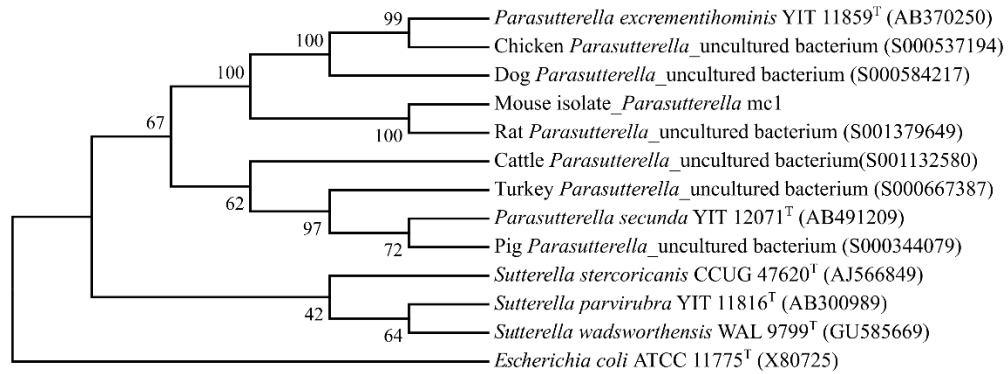 99
Parasutterella excrementihominis YIT 11859ᵀ (AB370250)
100
Chicken Parasutterella_uncultured bacterium (S000537194)
Dog Parasutterella_uncultured bacterium (S000584217)
100
Mouse isolate_Parasutterella mc1
67
100
Rat Parasutterella_uncultured bacterium (S001379649)
Cattle Parasutterella_uncultured bacterium(S001132580)
62
Turkey Parasutterella_uncultured bacterium (S000667387)
97
Parasutterella secunda YIT 12071ᵀ (AB491209)
72
Pig Parasutterella_uncultured bacterium (S000344079)
Sutterella stercoricanis CCUG 47620ᵀ (AJ566849)
42
Sutterella parvirubra YIT 11816ᵀ (AB300989)
64
Sutterella wadsworthensis WAL 9799ᵀ (GU585669)
Escherichia coli ATCC 11775ᵀ (X80725)